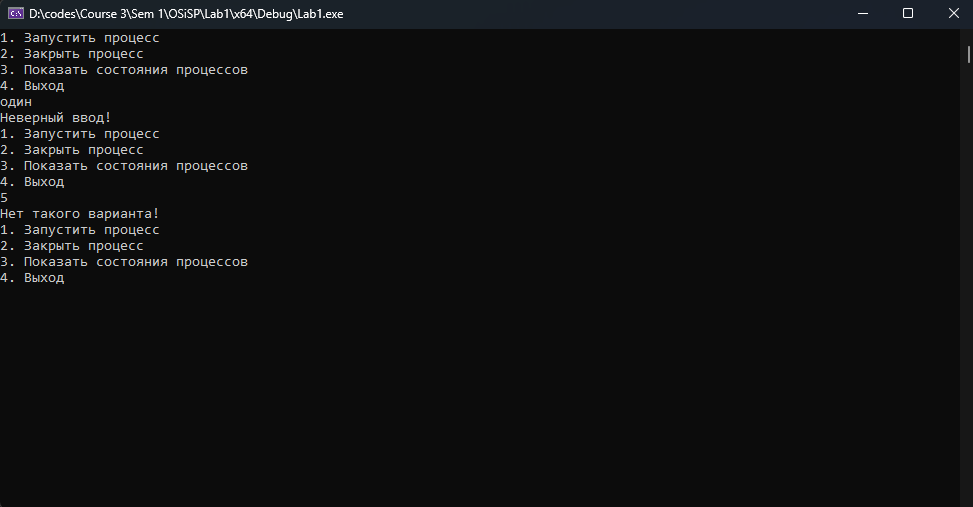 D:\codes\Course 3\Sem 1\OSiSP\Lab1\x64\Debug\Lab1.exe
1. Запустить процесс
2. Закрыть процесс
3. Показать состояния процессов
4. Выход
один
Неверный ввод!
1. Запустить процесс
2. Закрыть процесс
3. Показать состояния процессов
4. Выход
5
Нет такого варианта!
1. Запустить процесс
2. Закрыть процесс
3. Показать состояния процессов
4. Выход